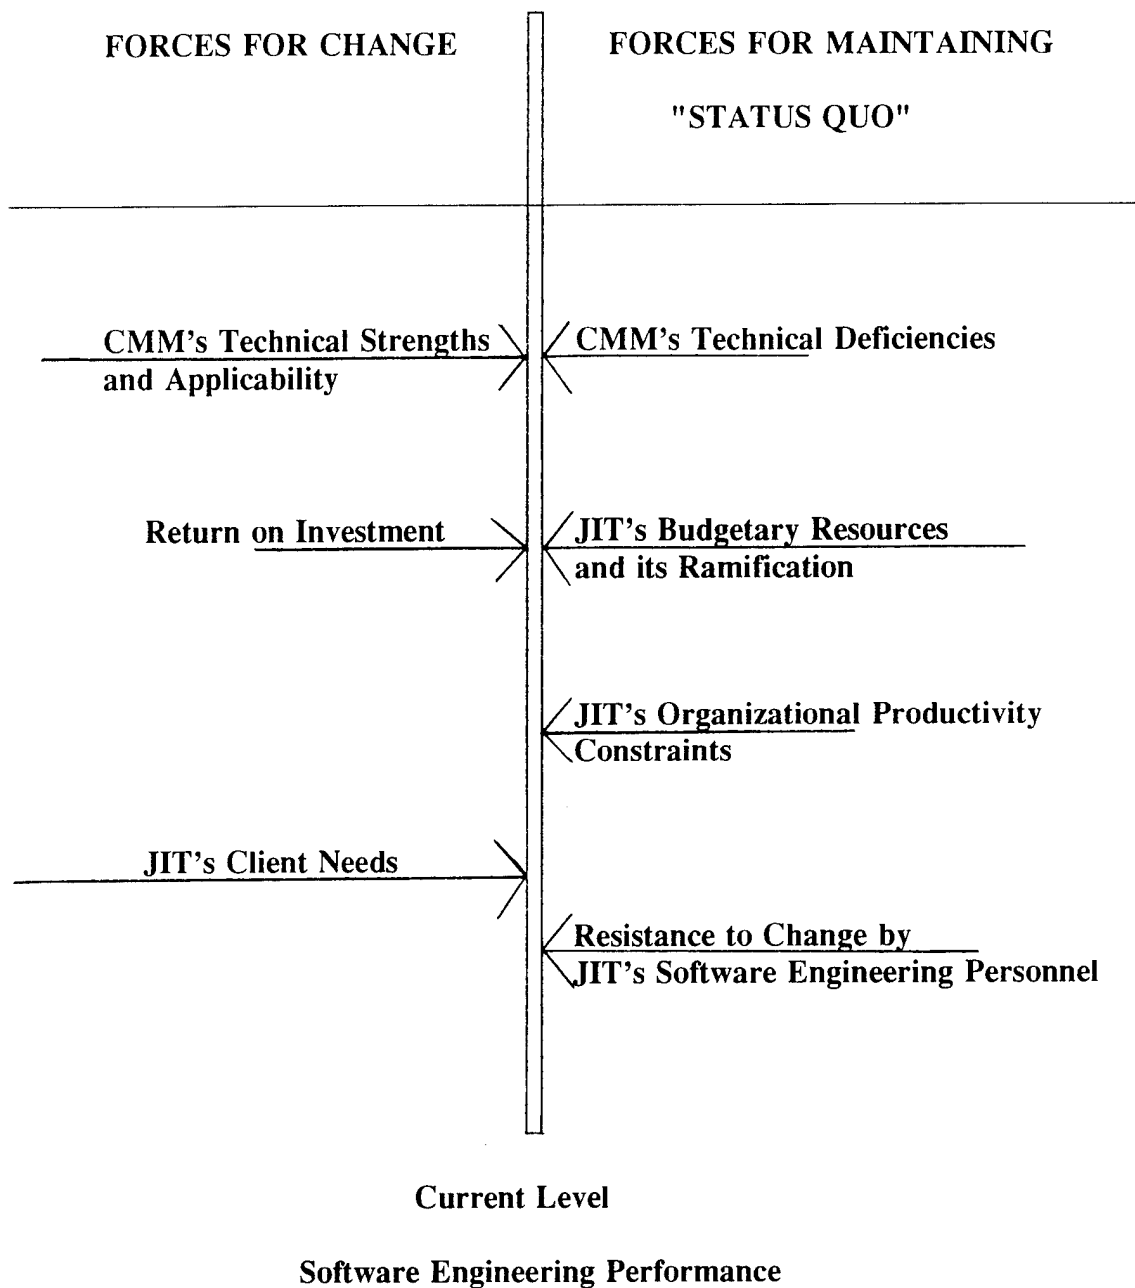 FORCES FOR CHANGE
FORCES FOR MAINTAINING
"STATUS QUO"
CMM's Technical Strengths
and Applicability
CMM's Technical Deficiencies
Return on Investment
JIT's Budgetary Resources
and its Ramification
JIT's Organizational Productivity
Constraints
JIT's Client Needs
Resistance to Change by
JIT's Software Engineering Personnel
Current Level
Software Engineering Performance